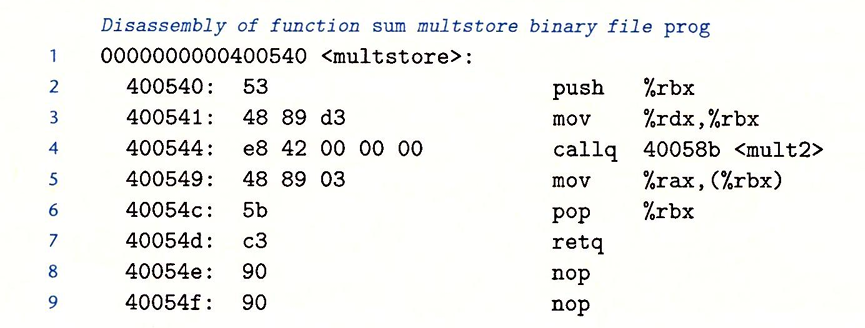 Disassembly of function sum multstore binary file prog
1 0000000000400540 <multstore>:
2 400540: 53 push %rbx
3 400541: 48 89 d3 mov %rdx,%rbx
4 400544: e8 42 00 00 00 callq 40058b <mult2>
5 400549: 48 89 03 mov %rax,(%rbx)
6 40054c: 5b pop %rbx
7 40054d: c3 retq
8 40054e: 90 nop
9 40054f: 90 nop